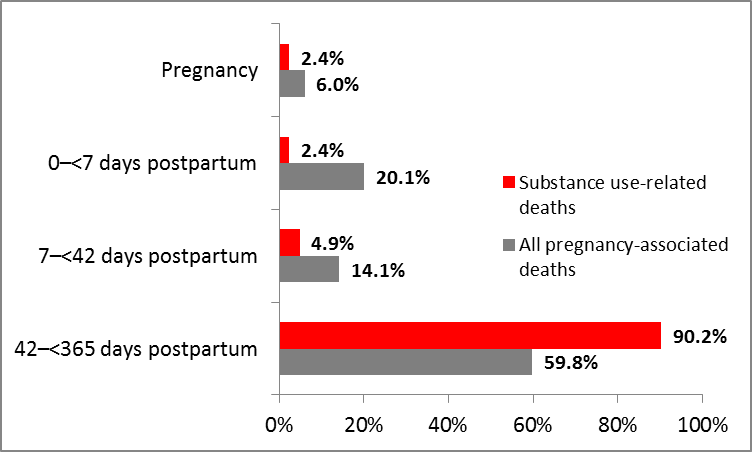 Pregnancy
2.4%
6.0%
0–<7 days postpartum
2.4%
20.1%
7–<42 days postpartum
4.9%
14.1%
42–<365 days postpartum
90.2%
59.8%
Substance use-related
deaths
All pregnancy-associated
deaths
0% 20% 40% 60% 80% 100%